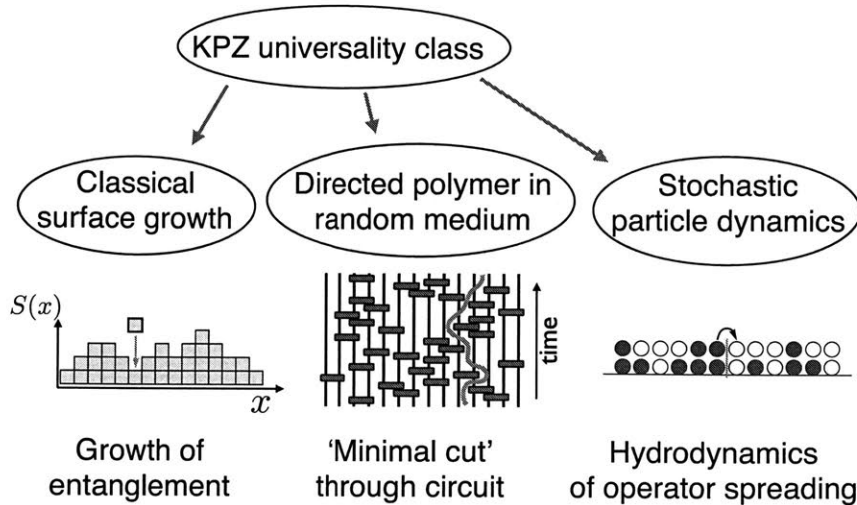 KPZ universality class
Classical
surface growth
Directed polymer in
random medium
Stochastic
particle dynamics
S(x)
x
time
Growth of
entanglement
'Minimal cut'
through circuit
Hydrodynamics
of operator spreading